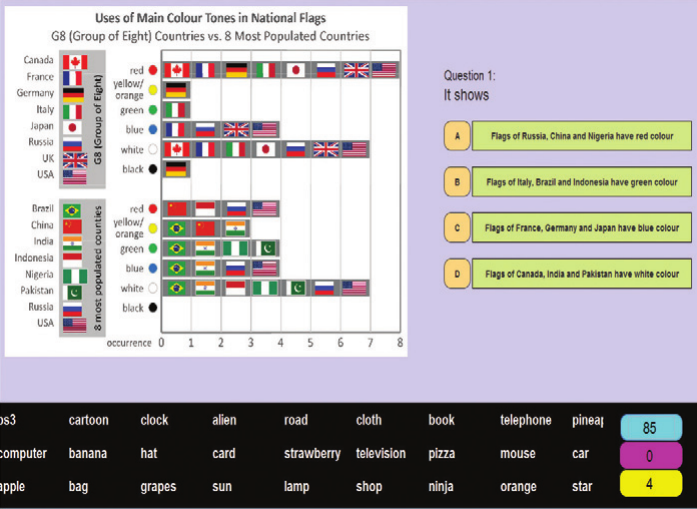 Uses of Main Colour Tones in National Flags
G8 (Group of Eight) Countries vs. 8 Most Populated Countries
Canada
France
Germany
Italy
Japan
Russia
UK
USA
G8 (Group of Eight)
red
yellow/
orange
green
blue
white
black
Brazil
China
India
Indonesia
Nigeria
Pakistan
Russia
USA
8 most populated counties
red
yellow/
orange
green
blue
white
black
occurrence 0 1 2 3 4 5 6 7 8
Question 1:
It shows
A Flags of Russia, China and Nigeria have red colour
B Flags of Italy, Brazil and Indonesia have green colour
C Flags of France, Germany and Japan have blue colour
D Flags of Canada, India and Pakistan have white colour
ps3 cartoon clock alien road cloth book telephone pineap 85
computer banana hat card strawberry television pizza mouse car 0
apple bag grapes sun lamp shop ninja orange star 4